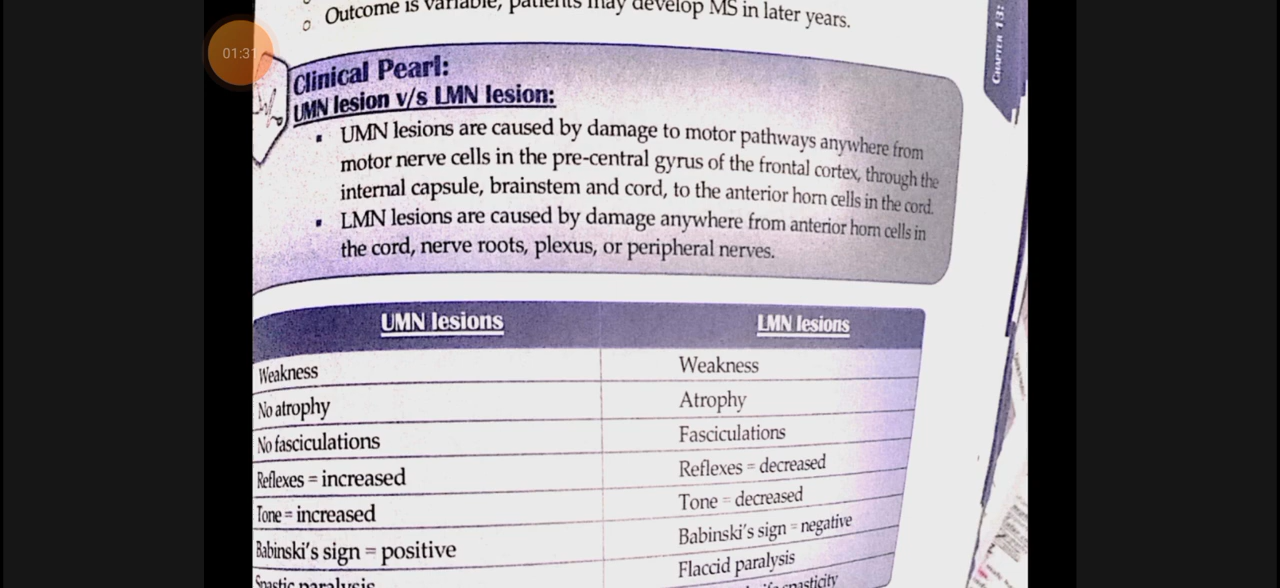 Outcome is variable, patients may develop MS in later years.
CHAPTER 13:
01:31
Clinical Pearl:
UMN lesion v/s LMN lesion:
▪ UMN lesions are caused by damage to motor pathways anywhere from
motor nerve cells in the pre-central gyrus of the frontal cortex, through the
internal capsule, brainstem and cord, to the anterior horn cells in the cord.
▪ LMN lesions are caused by damage anywhere from anterior horn cells in
the cord, nerve roots, plexus, or peripheral nerves.
UMN lesions LMN lesions
Weakness Weakness
No atrophy Atrophy
No fasciculations Fasciculations
Reflexes = increased Reflexes = decreased
Tone = increased Tone = decreased
Babinski's sign = positive Babinski's sign = negative
Spastic paralysis Flaccid paralysis
spasticity